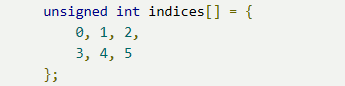 unsigned int indices[] = {
    0, 1, 2,
    3, 4, 5
};